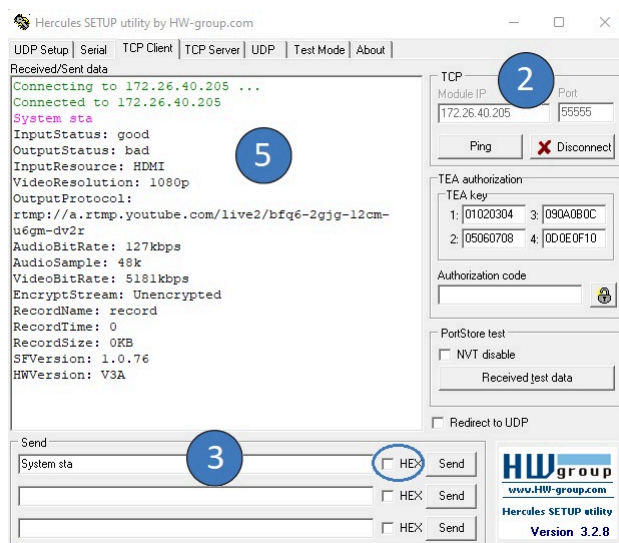 Hercules SETUP utility by HW-group.com
UDP Setup Serial TCP Client TCP Server UDP Test Mode About
Received/Sent data
Connecting to 172.26.40.205 ...
Connected to 172.26.40.205
System sta
InputStatus: good
OutputStatus: bad
InputResource: HDMI
VideoResolution: 1080p
OutputProtocol:
rtmp://a.rtmp.youtube.com/live2/bfq6-2gjg-12cm-
u6gm-dv2r
AudioBitRate: 127kbps
AudioSample: 48k
VideoBitRate: 5181kbps
EncryptStream: Unencrypted
RecordName: record
RecordTime: 0
RecordSize: 0KB
SFVersion: 1.0.76
HWVersion: V3A
5
TCP
2
Module IP Port
172.26.40.205 55555
Ping Disconnect
TEA authorization
TEA key
1: 01020304 3: 090A0B0C
2: 05060708 4: 0D0E0F10
Authorization code
PortStore test
NVT disable
Received test data
Redirect to UDP
Send
System sta 3 HEX Send
HEX Send
HEX Send
HW group
www.HW-group.com
Hercules SETUP utility
Version 3.2.8